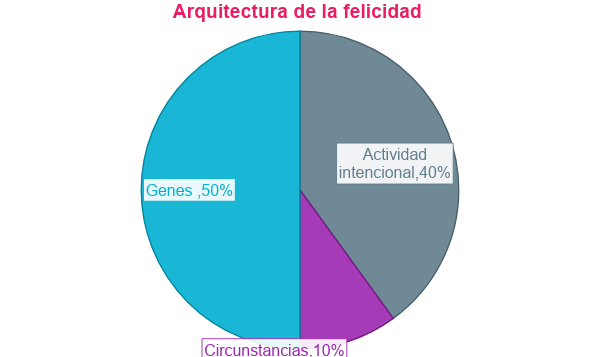 Arquitectura de la felicidad
Actividad
intencional,40%
Genes ,50%
Circunstancias,10%